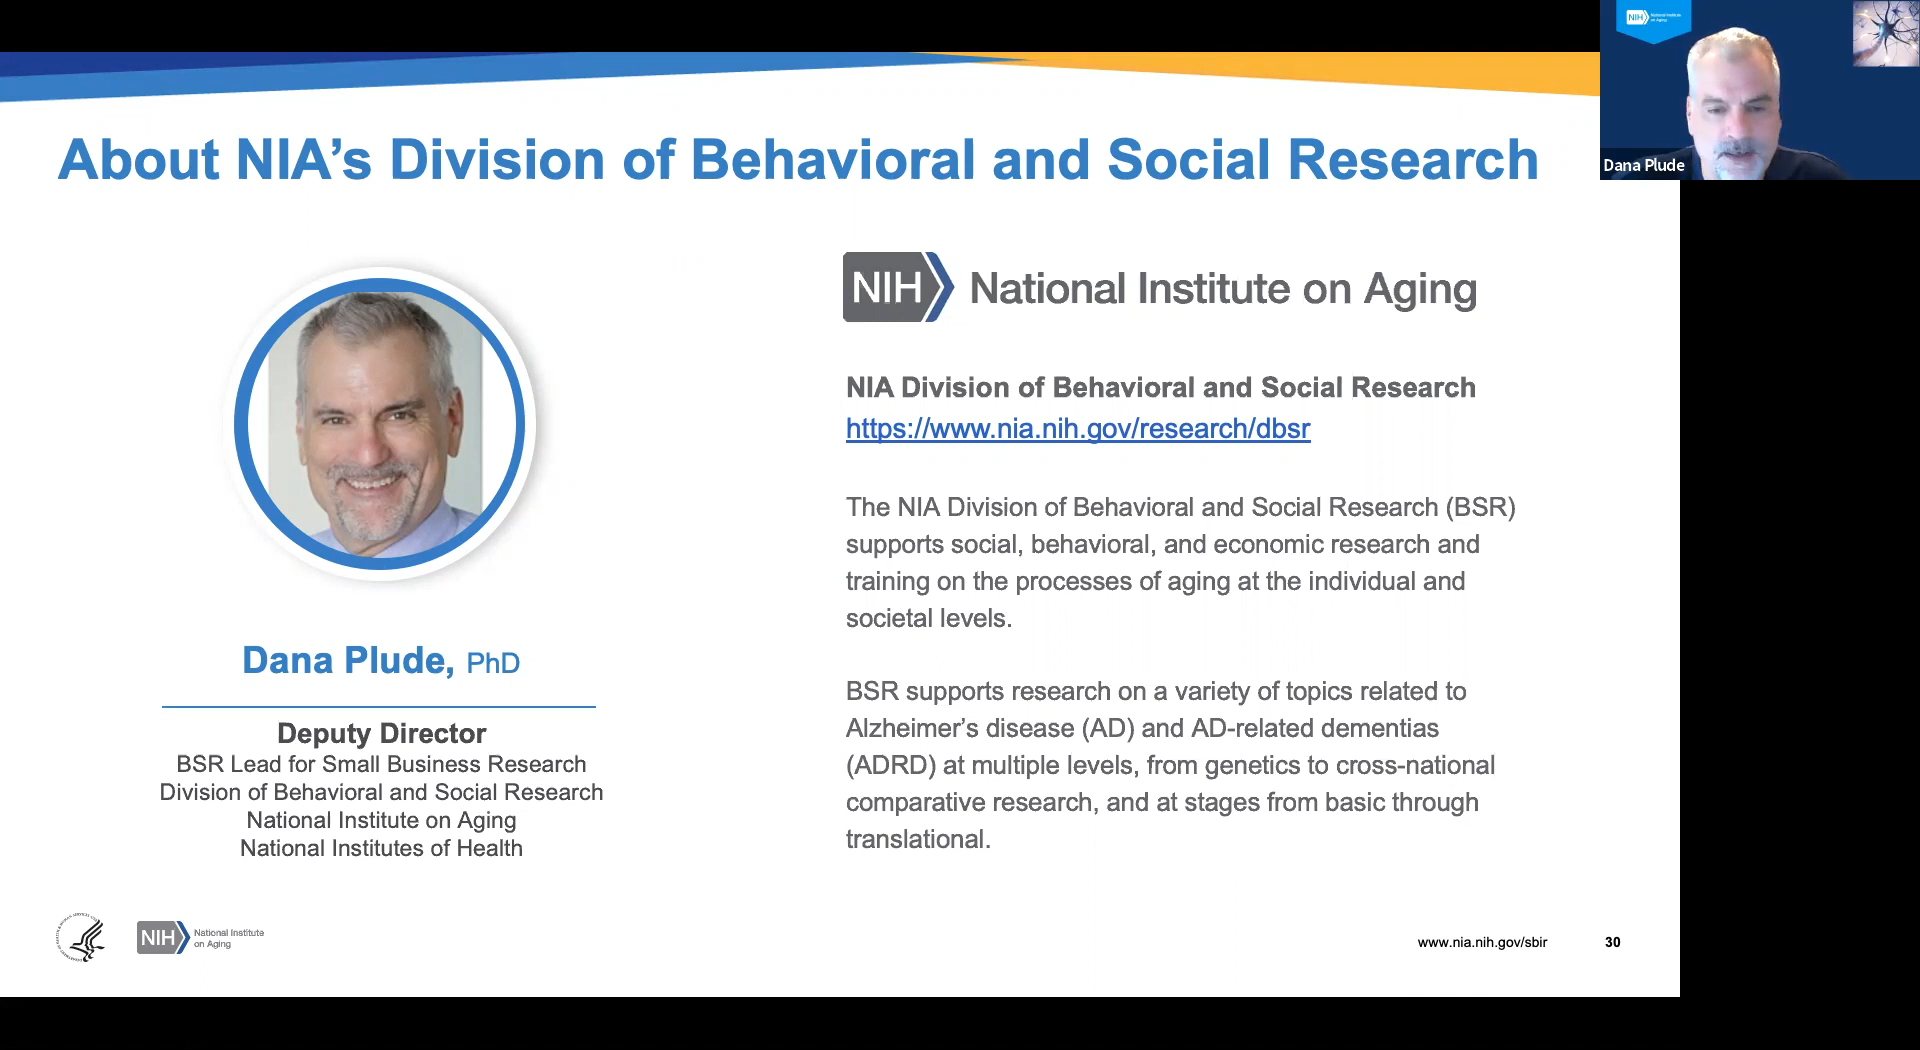 About NIA’s Division of Behavioral and Social Research
NIH
National Institute
on Aging
Dana Plude
NIH National Institute on Aging
NIA Division of Behavioral and Social Research
https://www.nia.nih.gov/research/dbsr
The NIA Division of Behavioral and Social Research (BSR)
supports social, behavioral, and economic research and
training on the processes of aging at the individual and
societal levels.
BSR supports research on a variety of topics related to
Alzheimer’s disease (AD) and AD-related dementias
(ADRD) at multiple levels, from genetics to cross-national
comparative research, and at stages from basic through
translational.
Dana Plude, PhD
Deputy Director
BSR Lead for Small Business Research
Division of Behavioral and Social Research
National Institute on Aging
National Institutes of Health
NIH
National Institute
on Aging
www.nia.nih.gov/sbir
30